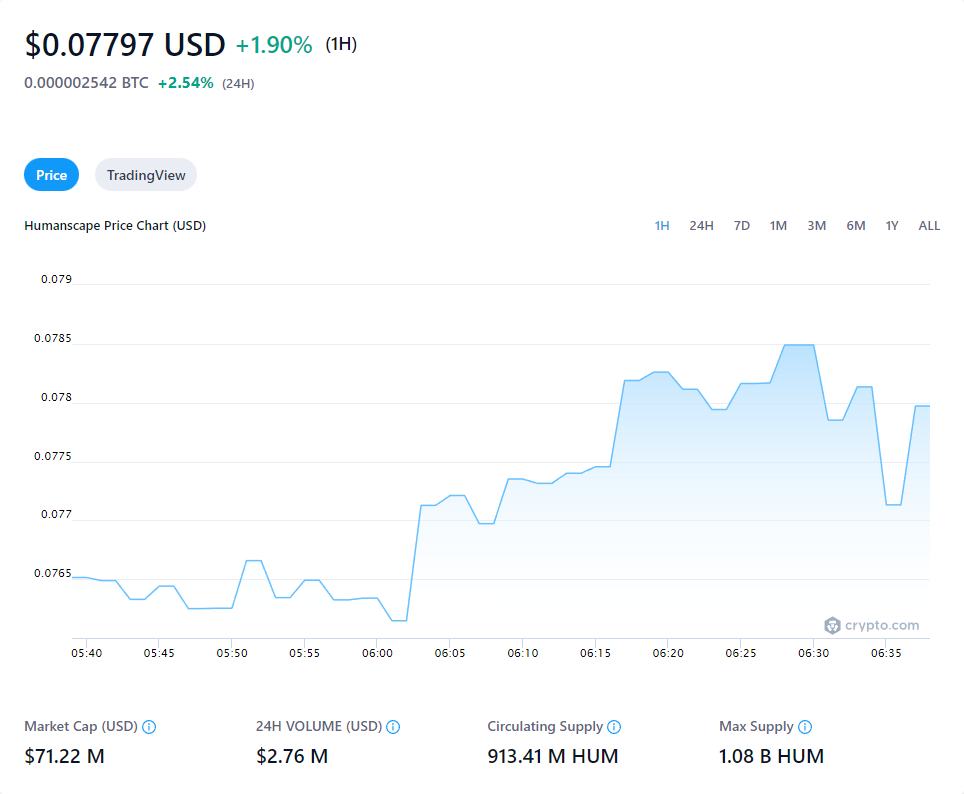 $0.07797 USD +1.90% (1H)
0.000002542 BTC +2.54% (24H)
Price TradingView
Humanscape Price Chart (USD) 1H 24H 7D 1M 3M 6M 1Y ALL
0.079
0.0785
0.078
0.0775
0.077
0.0765
crypto.com
05:40 05:45 05:50 05:55 06:00 06:05 06:10 06:15 06:20 06:25 06:30 06:35
Market Cap (USD) 24H VOLUME (USD) Circulating Supply Max Supply
$71.22 M $2.76 M 913.41 M HUM 1.08 B HUM